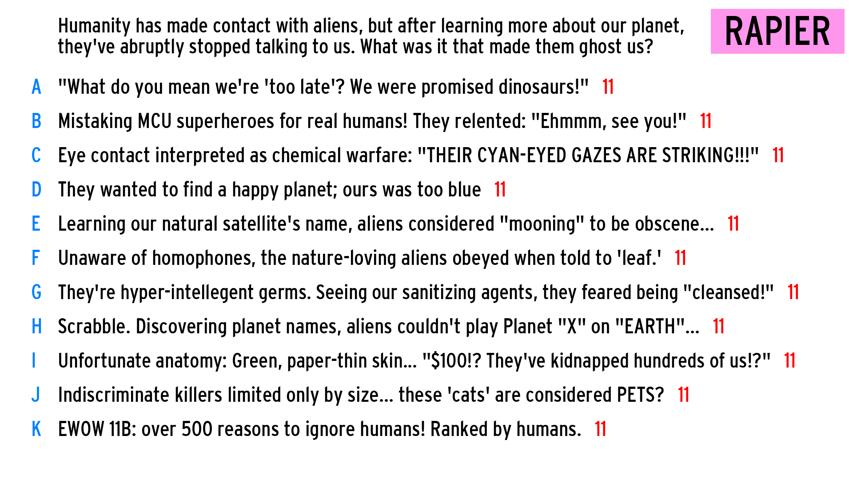 Humanity has made contact with aliens, but after learning more about our planet,
they've abruptly stopped talking to us. What was it that made them ghost us?
RAPIER
A "What do you mean we're 'too late'? We were promised dinosaurs!" 11
B Mistaking MCU superheroes for real humans! They relented: "Ehmmm, see you!" 11
C Eye contact interpreted as chemical warfare: "THEIR CYAN-EYED GAZES ARE STRIKING!!!" 11
D They wanted to find a happy planet; ours was too blue 11
E Learning our natural satellite's name, aliens considered "mooning" to be obscene... 11
F Unaware of homophones, the nature-loving aliens obeyed when told to 'leaf.' 11
G They're hyper-intellegent germs. Seeing our sanitizing agents, they feared being "cleansed!" 11
H Scrabble. Discovering planet names, aliens couldn't play Planet "X" on "EARTH"... 11
I Unfortunate anatomy: Green, paper-thin skin... "$100!? They've kidnapped hundreds of us!?" 11
J Indiscriminate killers limited only by size... these 'cats' are considered PETS? 11
K EWOW 11B: over 500 reasons to ignore humans! Ranked by humans. 11